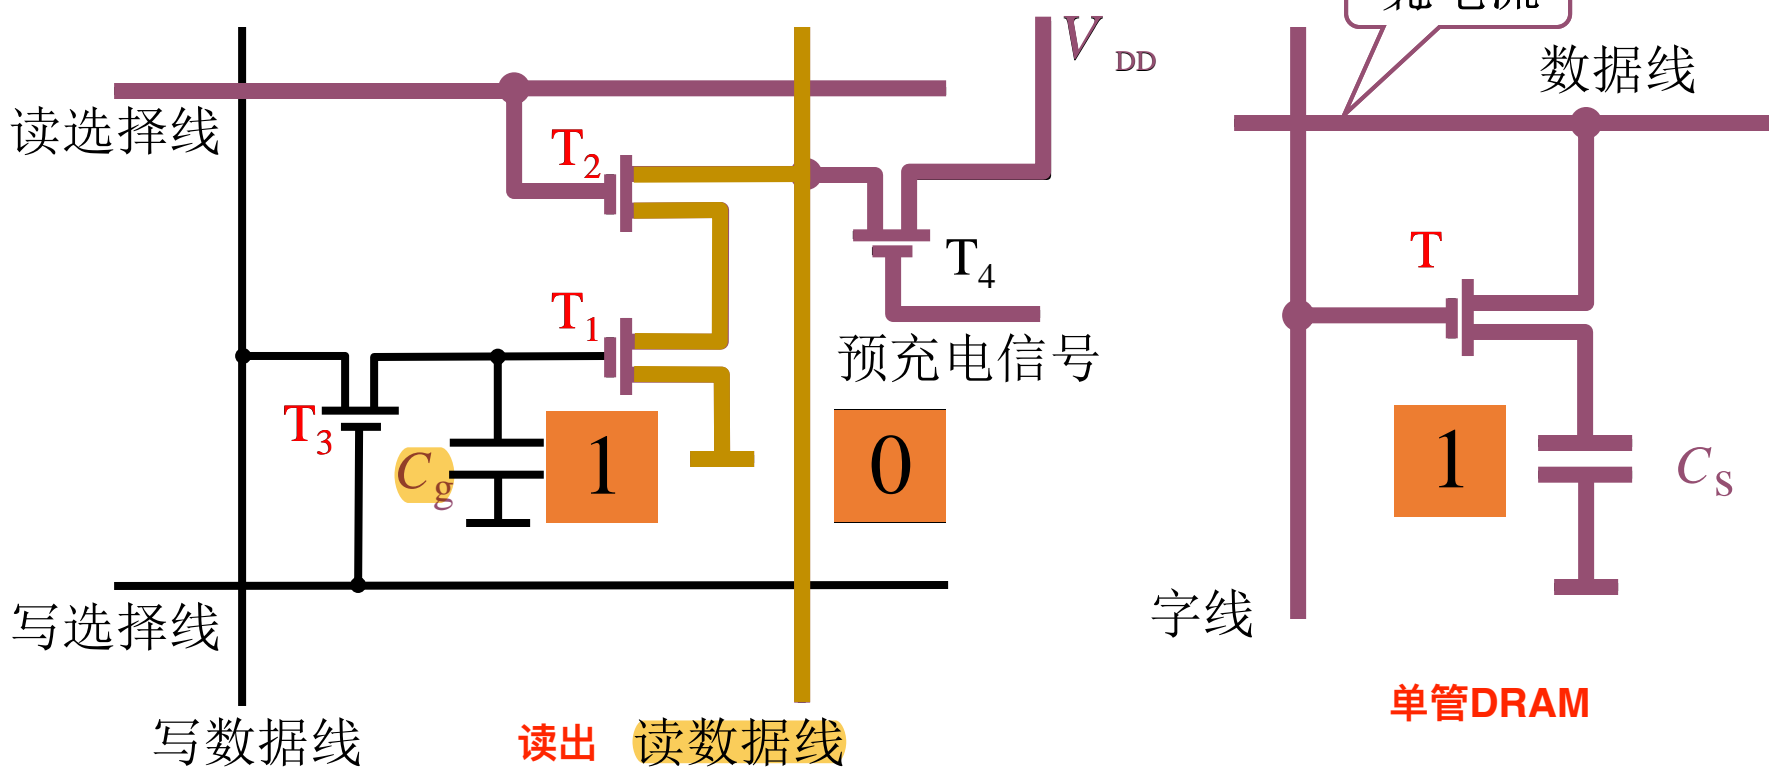 V DD
数据线
读选择线
T2
T
T4
T1
预充电信号
T3
Cg
1
0
1
CS
写选择线
字线
单管DRAM
写数据线
读出
读数据线